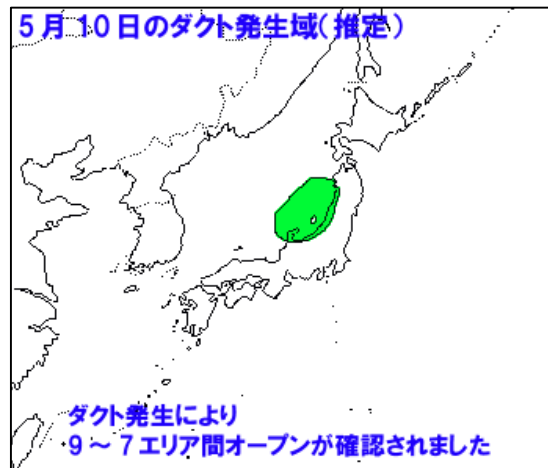 5月10日のダクト発生域(推定)
ダクト発生により
9～7エリア間オープンが確認されました